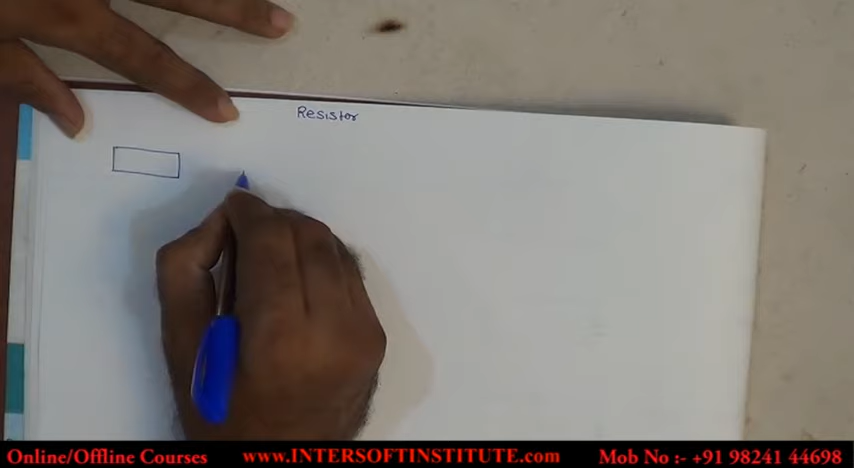 Resistor
Online/Offline Courses www.INTERSOFTINSTITUTE.com Mob No :- +91 98241 44698